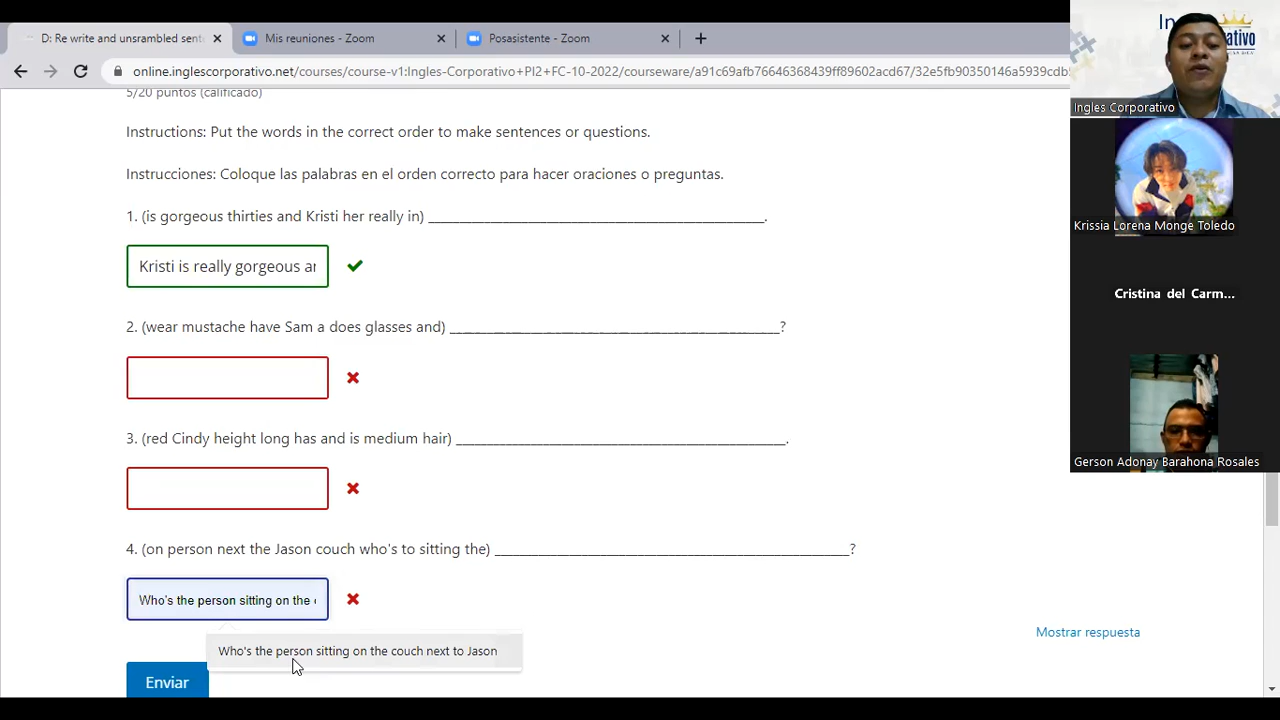 D: Re write and unsrambled sent
Mis reuniones - Zoom
Posasistente - Zoom
online.inglescorporativo.net/courses/course-v1:Ingles-Corporativo+PI2+FC-10-2022/courseware/a91c69afb76646368439ff89602acd67/32e5fb90350146a5939cdb
5/20 puntos (calificado)
Instructions: Put the words in the correct order to make sentences or questions.
Instrucciones: Coloque las palabras en el orden correcto para hacer oraciones o preguntas.
1. (is gorgeous thirties and Kristi her really in) ________________________________________.
Kristi is really gorgeous ar
2. (wear mustache have Sam a does glasses and) ________________________________________?
3. (red Cindy height long has and is medium hair) ________________________________________.
4. (on person next the Jason couch who's to sitting the) ___________________________________________?
Who's the person sitting on the
Who's the person sitting on the couch next to Jason
Mostrar respuesta
Enviar
Ingles Corporativo
Krissia Lorena Monge Toledo
Cristina del Carm...
Gerson Adonay Barahona Rosales